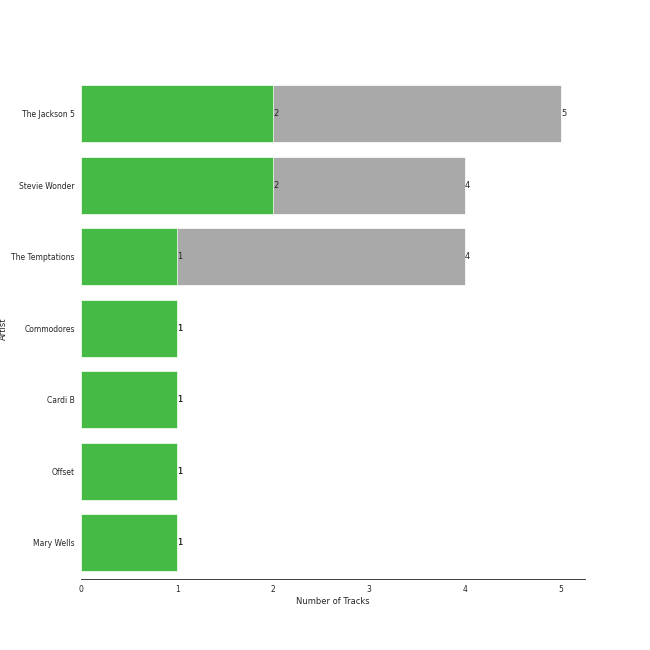 The Jackson 5
2
5
Stevie Wonder
2
4
The Temptations
1
4
Commodores
1
Artist
Cardi B
1
Offset
1
Mary Wells
1
0
1
2
3
4
5
Number of Tracks